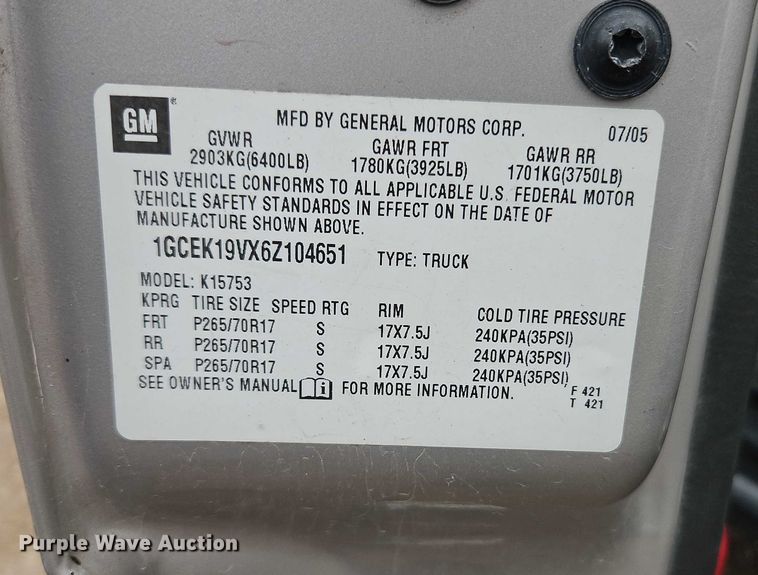 GM
MFD BY GENERAL MOTORS CORP. 07/05
GVWR GAWR FRT GAWR RR
2903KG(6400LB) 1780KG(3925LB) 1701KG(3750LB)
THIS VEHICLE CONFORMS TO ALL APPLICABLE U.S. FEDERAL MOTOR
VEHICLE SAFETY STANDARDS IN EFFECT ON THE DATE OF
MANUFACTURE SHOWN ABOVE.
1GCEK19VX6Z104651 TYPE: TRUCK
MODEL: K15753
KPRG TIRE SIZE SPEED RTG RIM COLD TIRE PRESSURE
FRT P265/70R17 S 17X7.5J 240KPA(35PSI)
RR P265/70R17 S 17X7.5J 240KPA(35PSI)
SPA P265/70R17 S 17X7.5J 240KPA(35PSI)
SEE OWNER'S MANUAL i FOR MORE INFORMATION. F 421
T 421
Purple Wave Auction